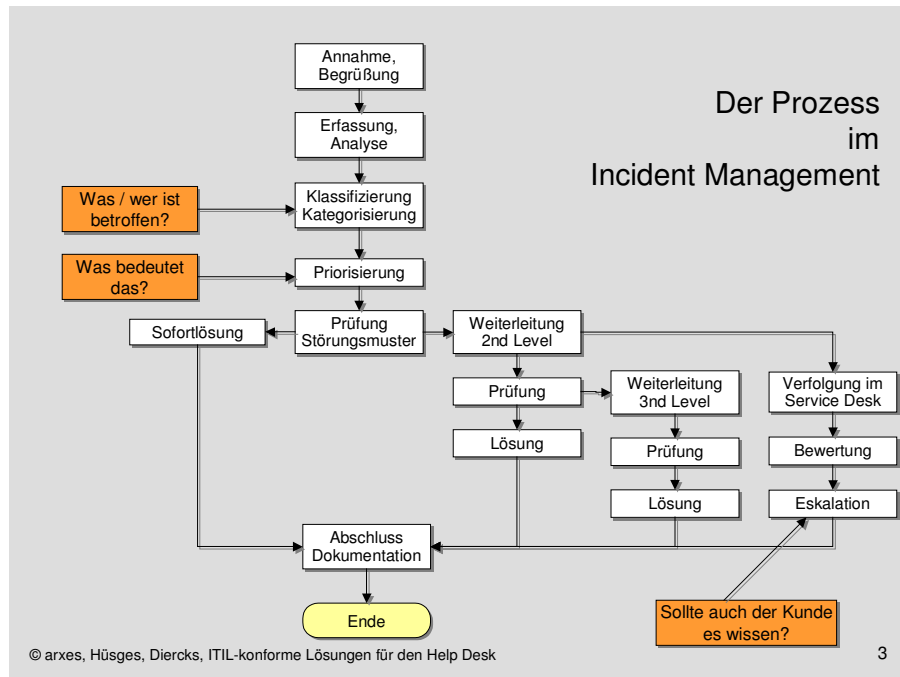 Der Prozess
im
Incident Management
Annahme,
Begrüßung
Erfassung,
Analyse
Was / wer ist
betroffen?
Klassifizierung
Kategorisierung
Was bedeutet
das?
Priorisierung
Sofortlösung
Prüfung
Störungsmuster
Weiterleitung
2nd Level
Prüfung
Weiterleitung
3nd Level
Verfolgung im
Service Desk
Lösung
Prüfung
Bewertung
Lösung
Eskalation
Abschluss
Dokumentation
Ende
Sollte auch der Kunde
es wissen?
© arxes, Hüsges, Diercks, ITIL-konforme Lösungen für den Help Desk
3